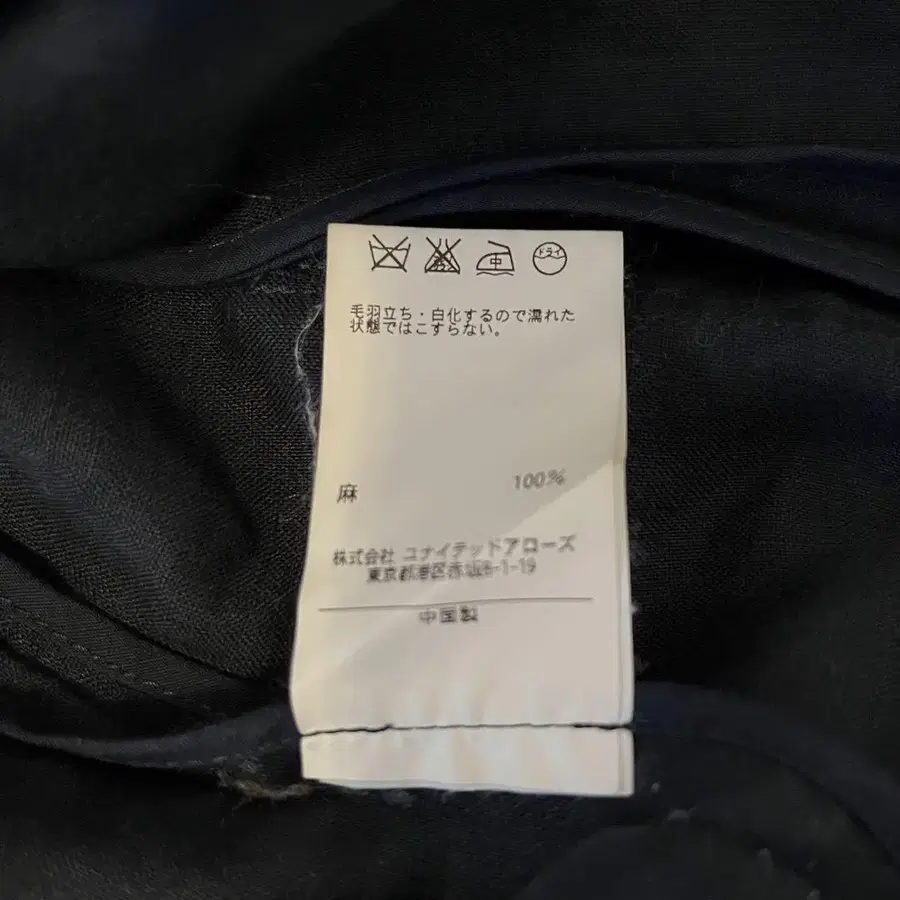 中
ドライ
毛羽立ち・白化するので濡れた
状態ではこすらない。
麻 100%
株式会社 ユナイテッドアローズ
東京都港区赤坂8-1-19
中国製